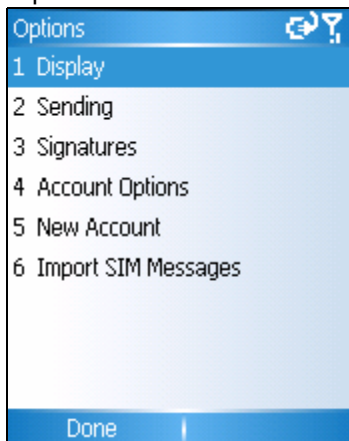 Options
1 Display
2 Sending
3 Signatures
4 Account Options
5 New Account
6 Import SIM Messages
Done